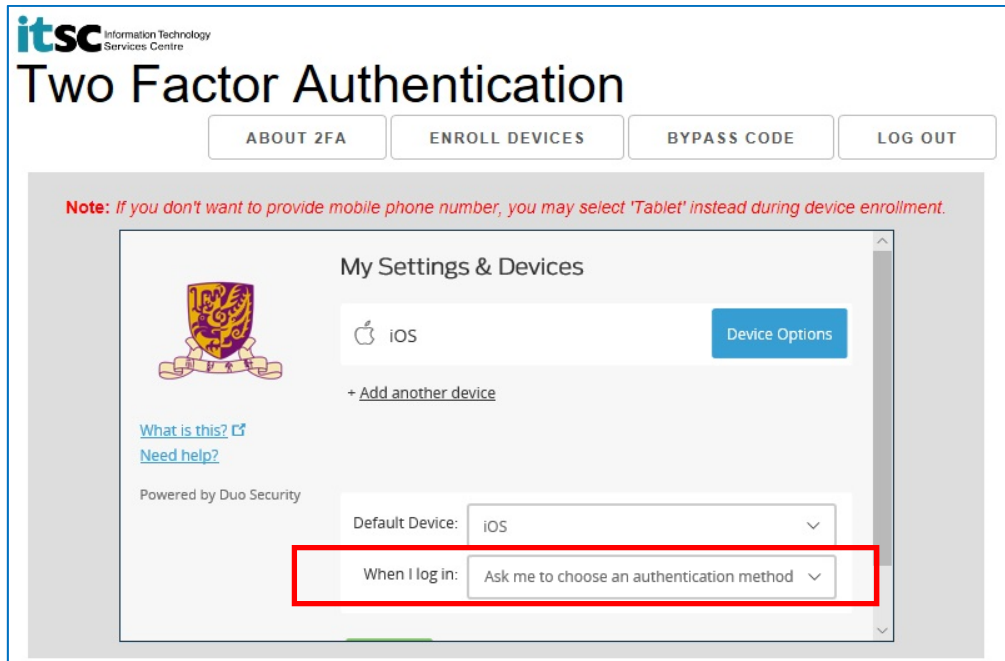 itsc Information Technology
Services Centre
Two Factor Authentication
ABOUT 2FA
ENROLL DEVICES
BYPASS CODE
LOG OUT
Note: If you don't want to provide mobile phone number, you may select 'Tablet' instead during device enrollment.
My Settings & Devices
iOS
Device Options
+ Add another device
What is this?
Need help?
Powered by Duo Security
Default Device: iOS
When I log in: Ask me to choose an authentication method